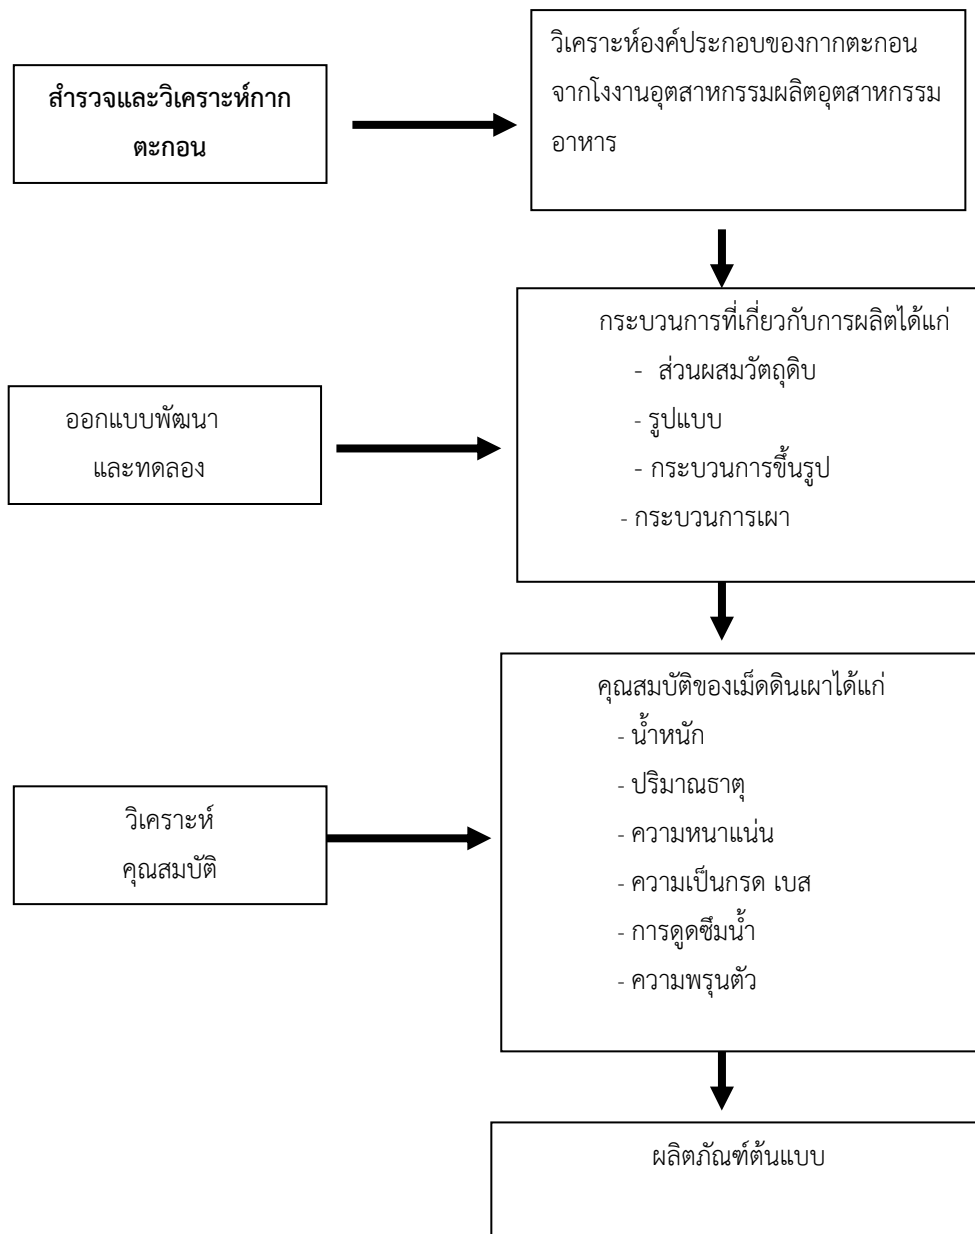 สำรวจและวิเคราะห์กาก
ตะกอน
วิเคราะห์องค์ประกอบของกากตะกอน
จากโงงานอุตสาหกรรมผลิตอุตสาหกรรม
อาหาร
ออกแบบพัฒนา
และทดลอง
กระบวนการที่เกี่ยวกับการผลิตได้แก่
- ส่วนผสมวัตถุดิบ
- รูปแบบ
- กระบวนการขึ้นรูป
- กระบวนการเผา
วิเคราะห์
คุณสมบัติ
คุณสมบัติของเม็ดดินเผาได้แก่
- น้ำหนัก
- ปริมาณธาตุ
- ความหนาแน่น
- ความเป็นกรด เบส
- การดูดซึมน้ำ
- ความพรุนตัว
ผลิตภัณฑ์ต้นแบบ